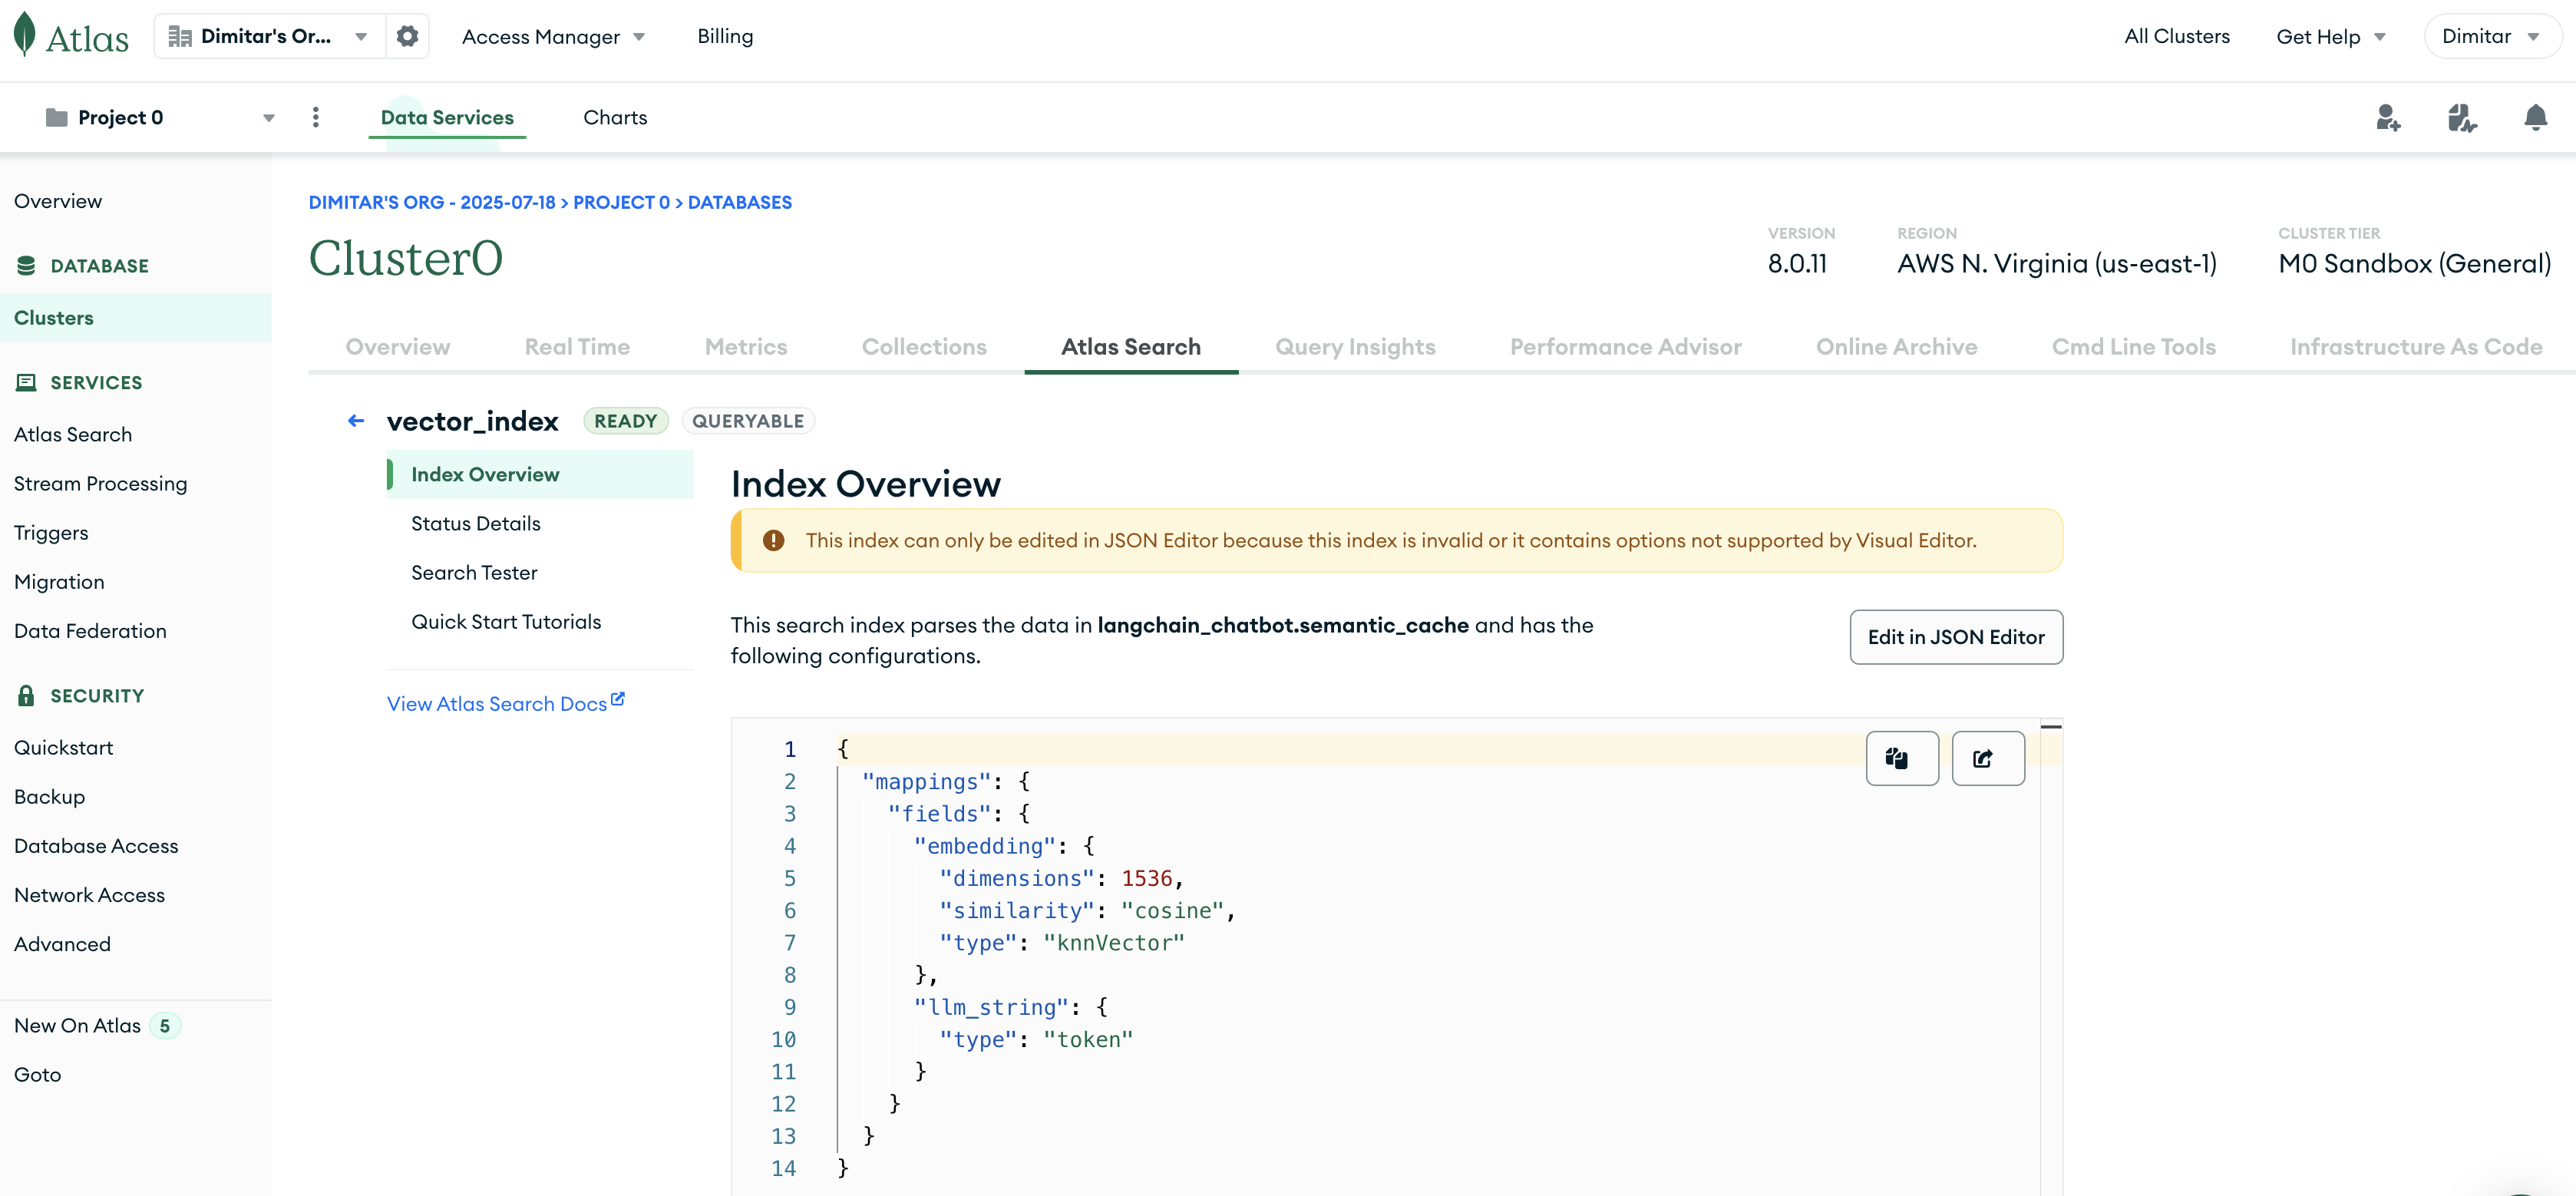 Atlas
Dimitar's Or...
Access Manager
Billing
All Clusters
Get Help
Dimitar
Project 0
Data Services
Charts
Overview
DATABASE
Clusters
SERVICES
Atlas Search
Stream Processing
Triggers
Migration
Data Federation
SECURITY
Quickstart
Backup
Database Access
Network Access
Advanced
New On Atlas 5
Goto
DIMITAR'S ORG - 2025-07-18 > PROJECT 0 > DATABASES
Cluster0
VERSION
8.0.11
REGION
AWS N. Virginia (us-east-1)
CLUSTER TIER
M0 Sandbox (General)
Overview
Real Time
Metrics
Collections
Atlas Search
Query Insights
Performance Advisor
Online Archive
Cmd Line Tools
Infrastructure As Code
vector_index READY QUERYABLE
Index Overview
Status Details
Search Tester
Quick Start Tutorials
View Atlas Search Docs
Index Overview
This index can only be edited in JSON Editor because this index is invalid or it contains options not supported by Visual Editor.
This search index parses the data in langchain_chatbot.semantic_cache and has the
following configurations.
Edit in JSON Editor
1 {
2 "mappings": {
3 "fields": {
4 "embedding": {
5 "dimensions": 1536,
6 "similarity": "cosine",
7 "type": "knnVector"
8 },
9 "llm_string": {
10 "type": "token"
11 }
12 }
13 }
14 }